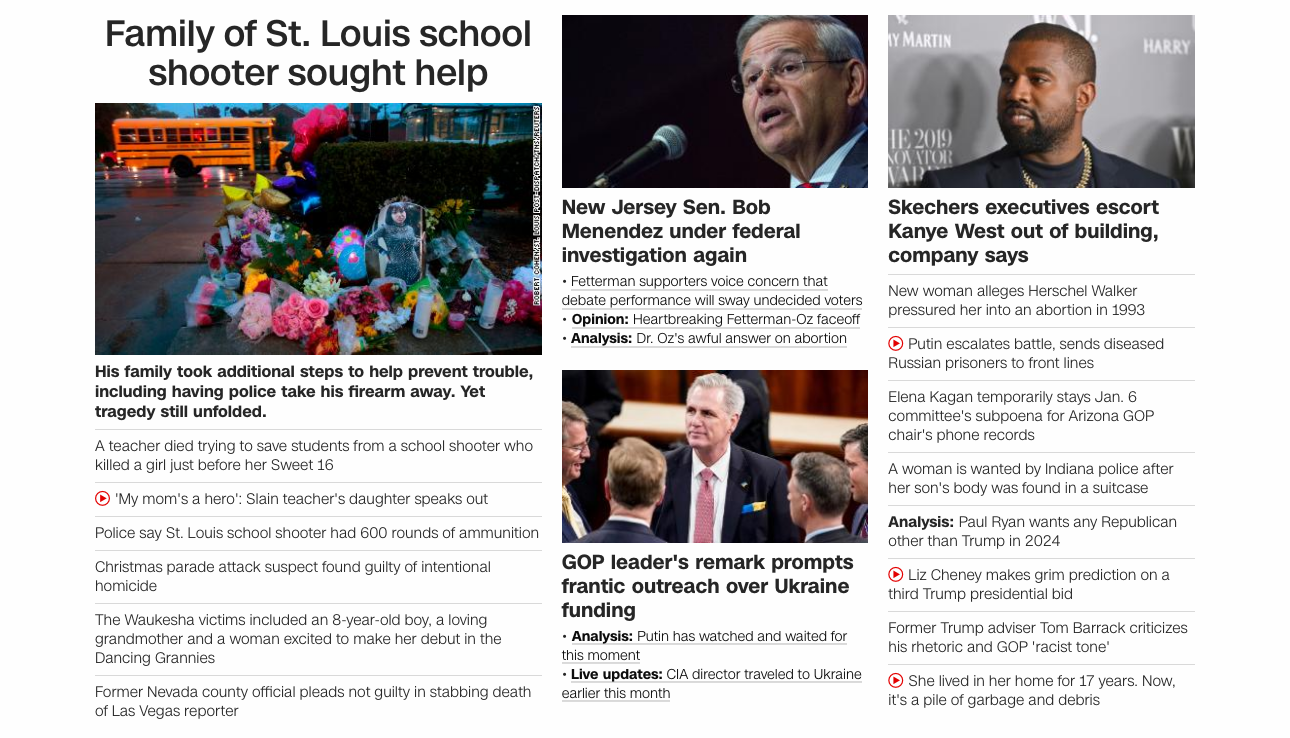 Family of St. Louis school
shooter sought help
ROBERT COHEN/ST. LOUIS POST-DISPATCH/TNS/REUTERS
His family took additional steps to help prevent trouble,
including having police take his firearm away. Yet
tragedy still unfolded.
A teacher died trying to save students from a school shooter who
killed a girl just before her Sweet 16
'My mom's a hero': Slain teacher's daughter speaks out
Police say St. Louis school shooter had 600 rounds of ammunition
Christmas parade attack suspect found guilty of intentional
homicide
The Waukesha victims included an 8-year-old boy, a loving
grandmother and a woman excited to make her debut in the
Dancing Grannies
Former Nevada county official pleads not guilty in stabbing death
of Las Vegas reporter
New Jersey Sen. Bob
Menendez under federal
investigation again
• Fetterman supporters voice concern that
debate performance will sway undecided voters
• Opinion: Heartbreaking Fetterman-Oz faceoff
• Analysis: Dr. Oz's awful answer on abortion
GOP leader's remark prompts
frantic outreach over Ukraine
funding
• Analysis: Putin has watched and waited for
this moment
• Live updates: CIA director traveled to Ukraine
earlier this month
MY MARTIN
WSJ.
HARRY
HE 2019
NOVATOR
WARDS
Skechers executives escort
Kanye West out of building,
company says
New woman alleges Herschel Walker
pressured her into an abortion in 1993
Putin escalates battle, sends diseased
Russian prisoners to front lines
Elena Kagan temporarily stays Jan. 6
committee's subpoena for Arizona GOP
chair's phone records
A woman is wanted by Indiana police after
her son's body was found in a suitcase
Analysis: Paul Ryan wants any Republican
other than Trump in 2024
Liz Cheney makes grim prediction on a
third Trump presidential bid
Former Trump adviser Tom Barrack criticizes
his rhetoric and GOP 'racist tone'
She lived in her home for 17 years. Now,
it's a pile of garbage and debris